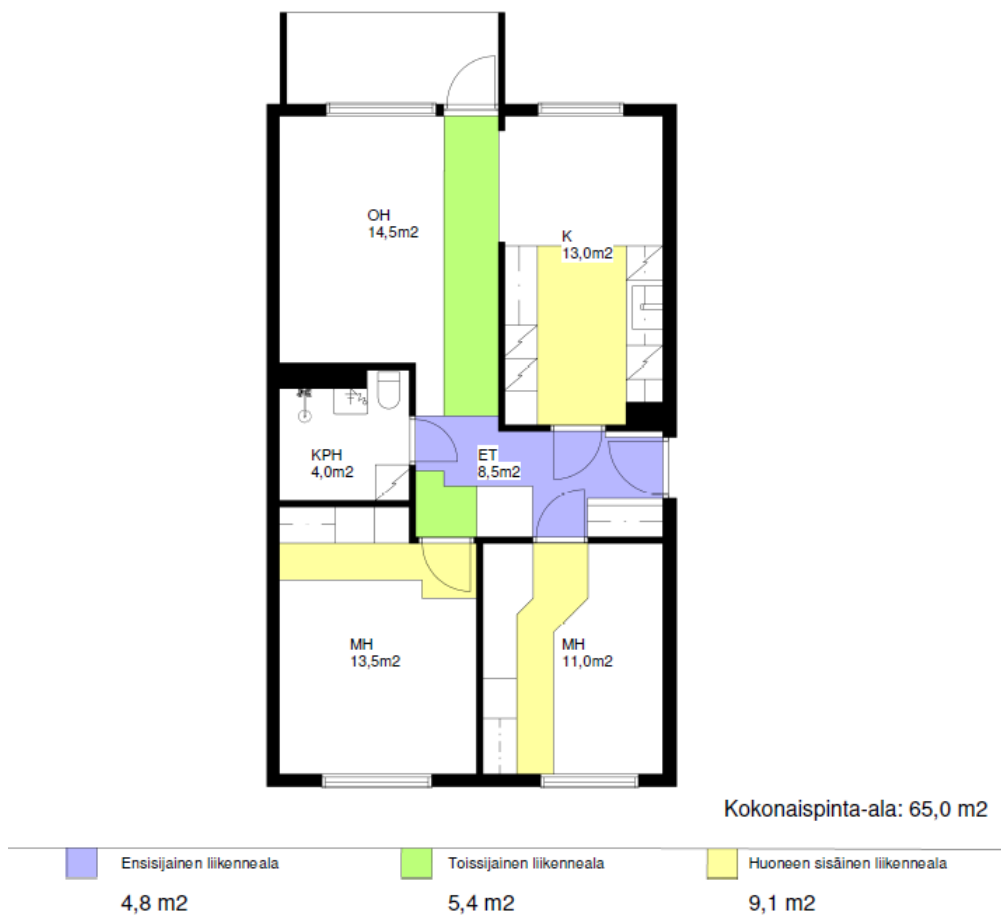 OH
14,5m2
K
13,0m2
KPH
4,0m2
ET
8,5m2
MH
13,5m2
MH
11,0m2
Kokonaispinta-ala: 65,0 m2
Ensisijainen liikenneala
Toissijainen liikenneala
Huoneen sisäinen liikenneala
4,8 m2
5,4 m2
9,1 m2